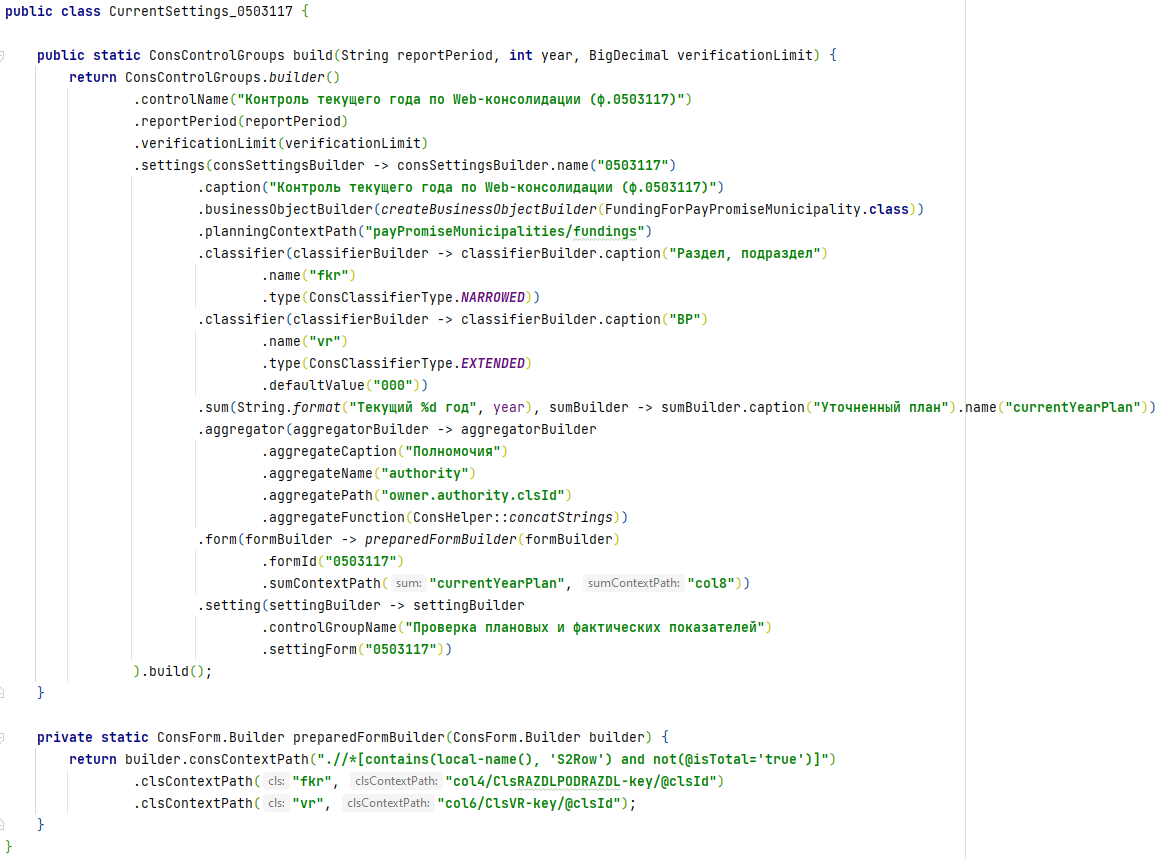 public class CurrentSettings_0503117 {
public static ConsControlGroups build(String reportPeriod, int year, BigDecimal verificationLimit) {
return ConsControlGroups.builder()
.controlName("Контроль текущего года по Web-консолидации (ф.0503117)")
.reportPeriod(reportPeriod)
.verificationLimit(verificationLimit)
.settings(consSettingsBuilder -> consSettingsBuilder.name("0503117")
.caption("Контроль текущего года по Web-консолидации (ф.0503117)")
.businessObjectBuilder(createBusinessObjectBuilder(FundingForPayPromiseMunicipality.class))
.planningContextPath("payPromiseMunicipalities/fundings")
.classifier(classifierBuilder -> classifierBuilder.caption("Раздел, подраздел")
.name("fkr")
.type(ConsClassifierType.NARROWED))
.classifier(classifierBuilder -> classifierBuilder.caption("ВР")
.name("vr")
.type(ConsClassifierType.EXTENDED)
.defaultValue("000"))
.sum(String.format("Текущий %d год", year), sumBuilder -> sumBuilder.caption("Уточненный план").name("currentYearPlan"))
.aggregator(aggregatorBuilder -> aggregatorBuilder
.aggregateCaption("Полномочия")
.aggregateName("authority")
.aggregatePath("owner.authority.clsId")
.aggregateFunction(ConsHelper::concatStrings))
.form(formBuilder -> preparedFormBuilder(formBuilder)
.formId("0503117")
.sumContextPath( sum: "currentYearPlan", sumContextPath: "col8"))
.setting(settingBuilder -> settingBuilder
.controlGroupName("Проверка плановых и фактических показателей")
.settingForm("0503117"))
).build();
}
private static ConsForm.Builder preparedFormBuilder(ConsForm.Builder builder) {
return builder.consContextPath(".//*[contains(local-name(), 'S2Row') and not(@isTotal='true')]")
.clsContextPath( cls: "fkr", clsContextPath: "col4/ClsRAZDLPODRAZDL-key/@clsId")
.clsContextPath( cls: "vr", clsContextPath: "col6/ClsVR-key/@clsId");
}
}